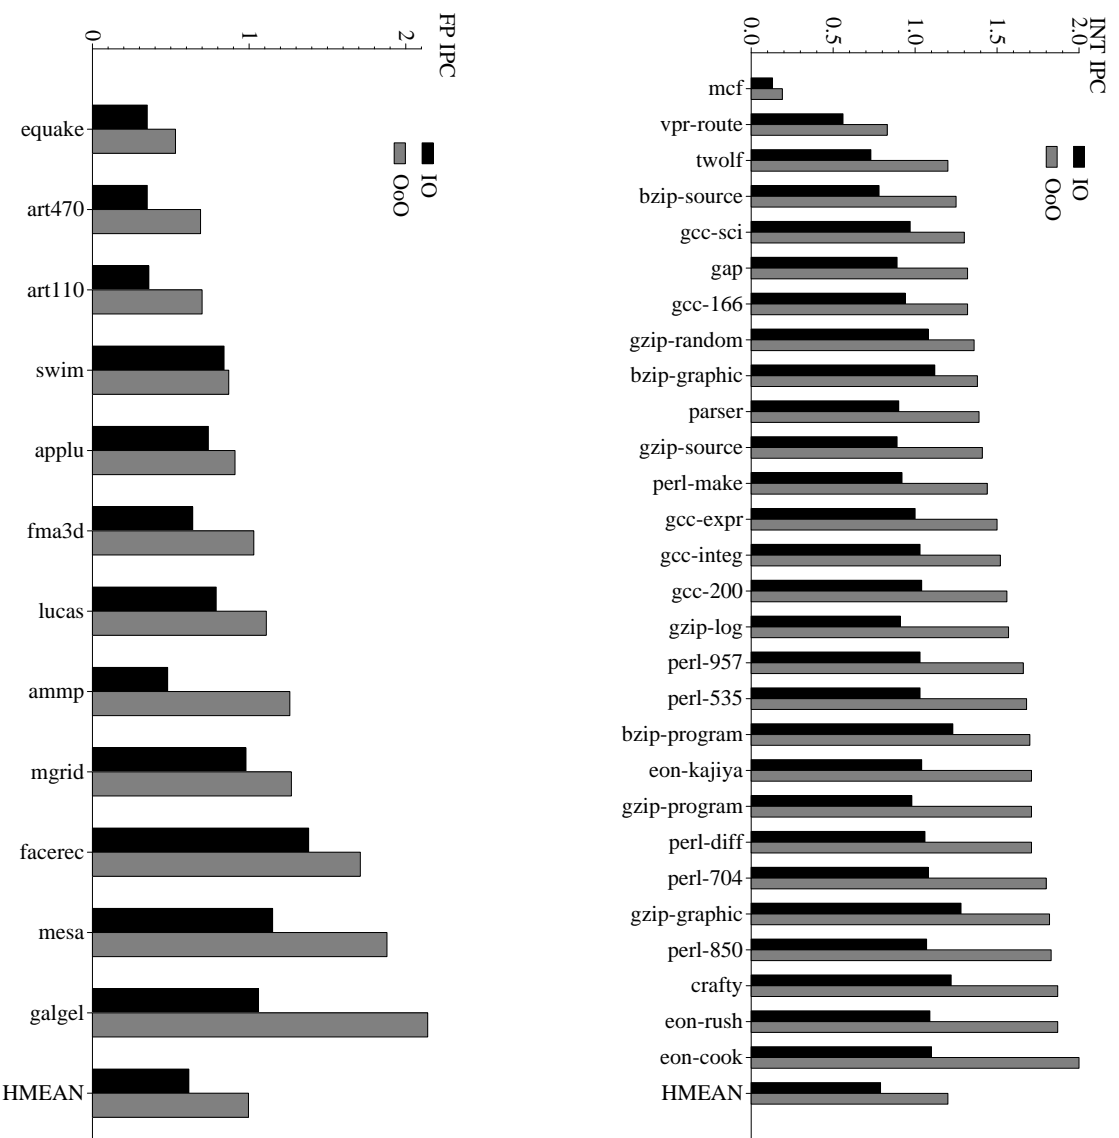 FP IPC
0
1
2
IO
OoO
equake
art470
art110
swim
applu
fma3d
lucas
ammp
mgrid
facerec
mesa
galgel
HMEAN
INT IPC
0.0
0.5
1.0
1.5
2.0
IO
OoO
mcf
vpr-route
twolf
bzip-source
gcc-sci
gap
gcc-166
gzip-random
bzip-graphic
parser
gzip-source
perl-make
gcc-expr
gcc-integ
gcc-200
gzip-log
perl-957
perl-535
bzip-program
eon-kajiya
gzip-program
perl-diff
perl-704
gzip-graphic
perl-850
crafty
eon-rush
eon-cook
HMEAN